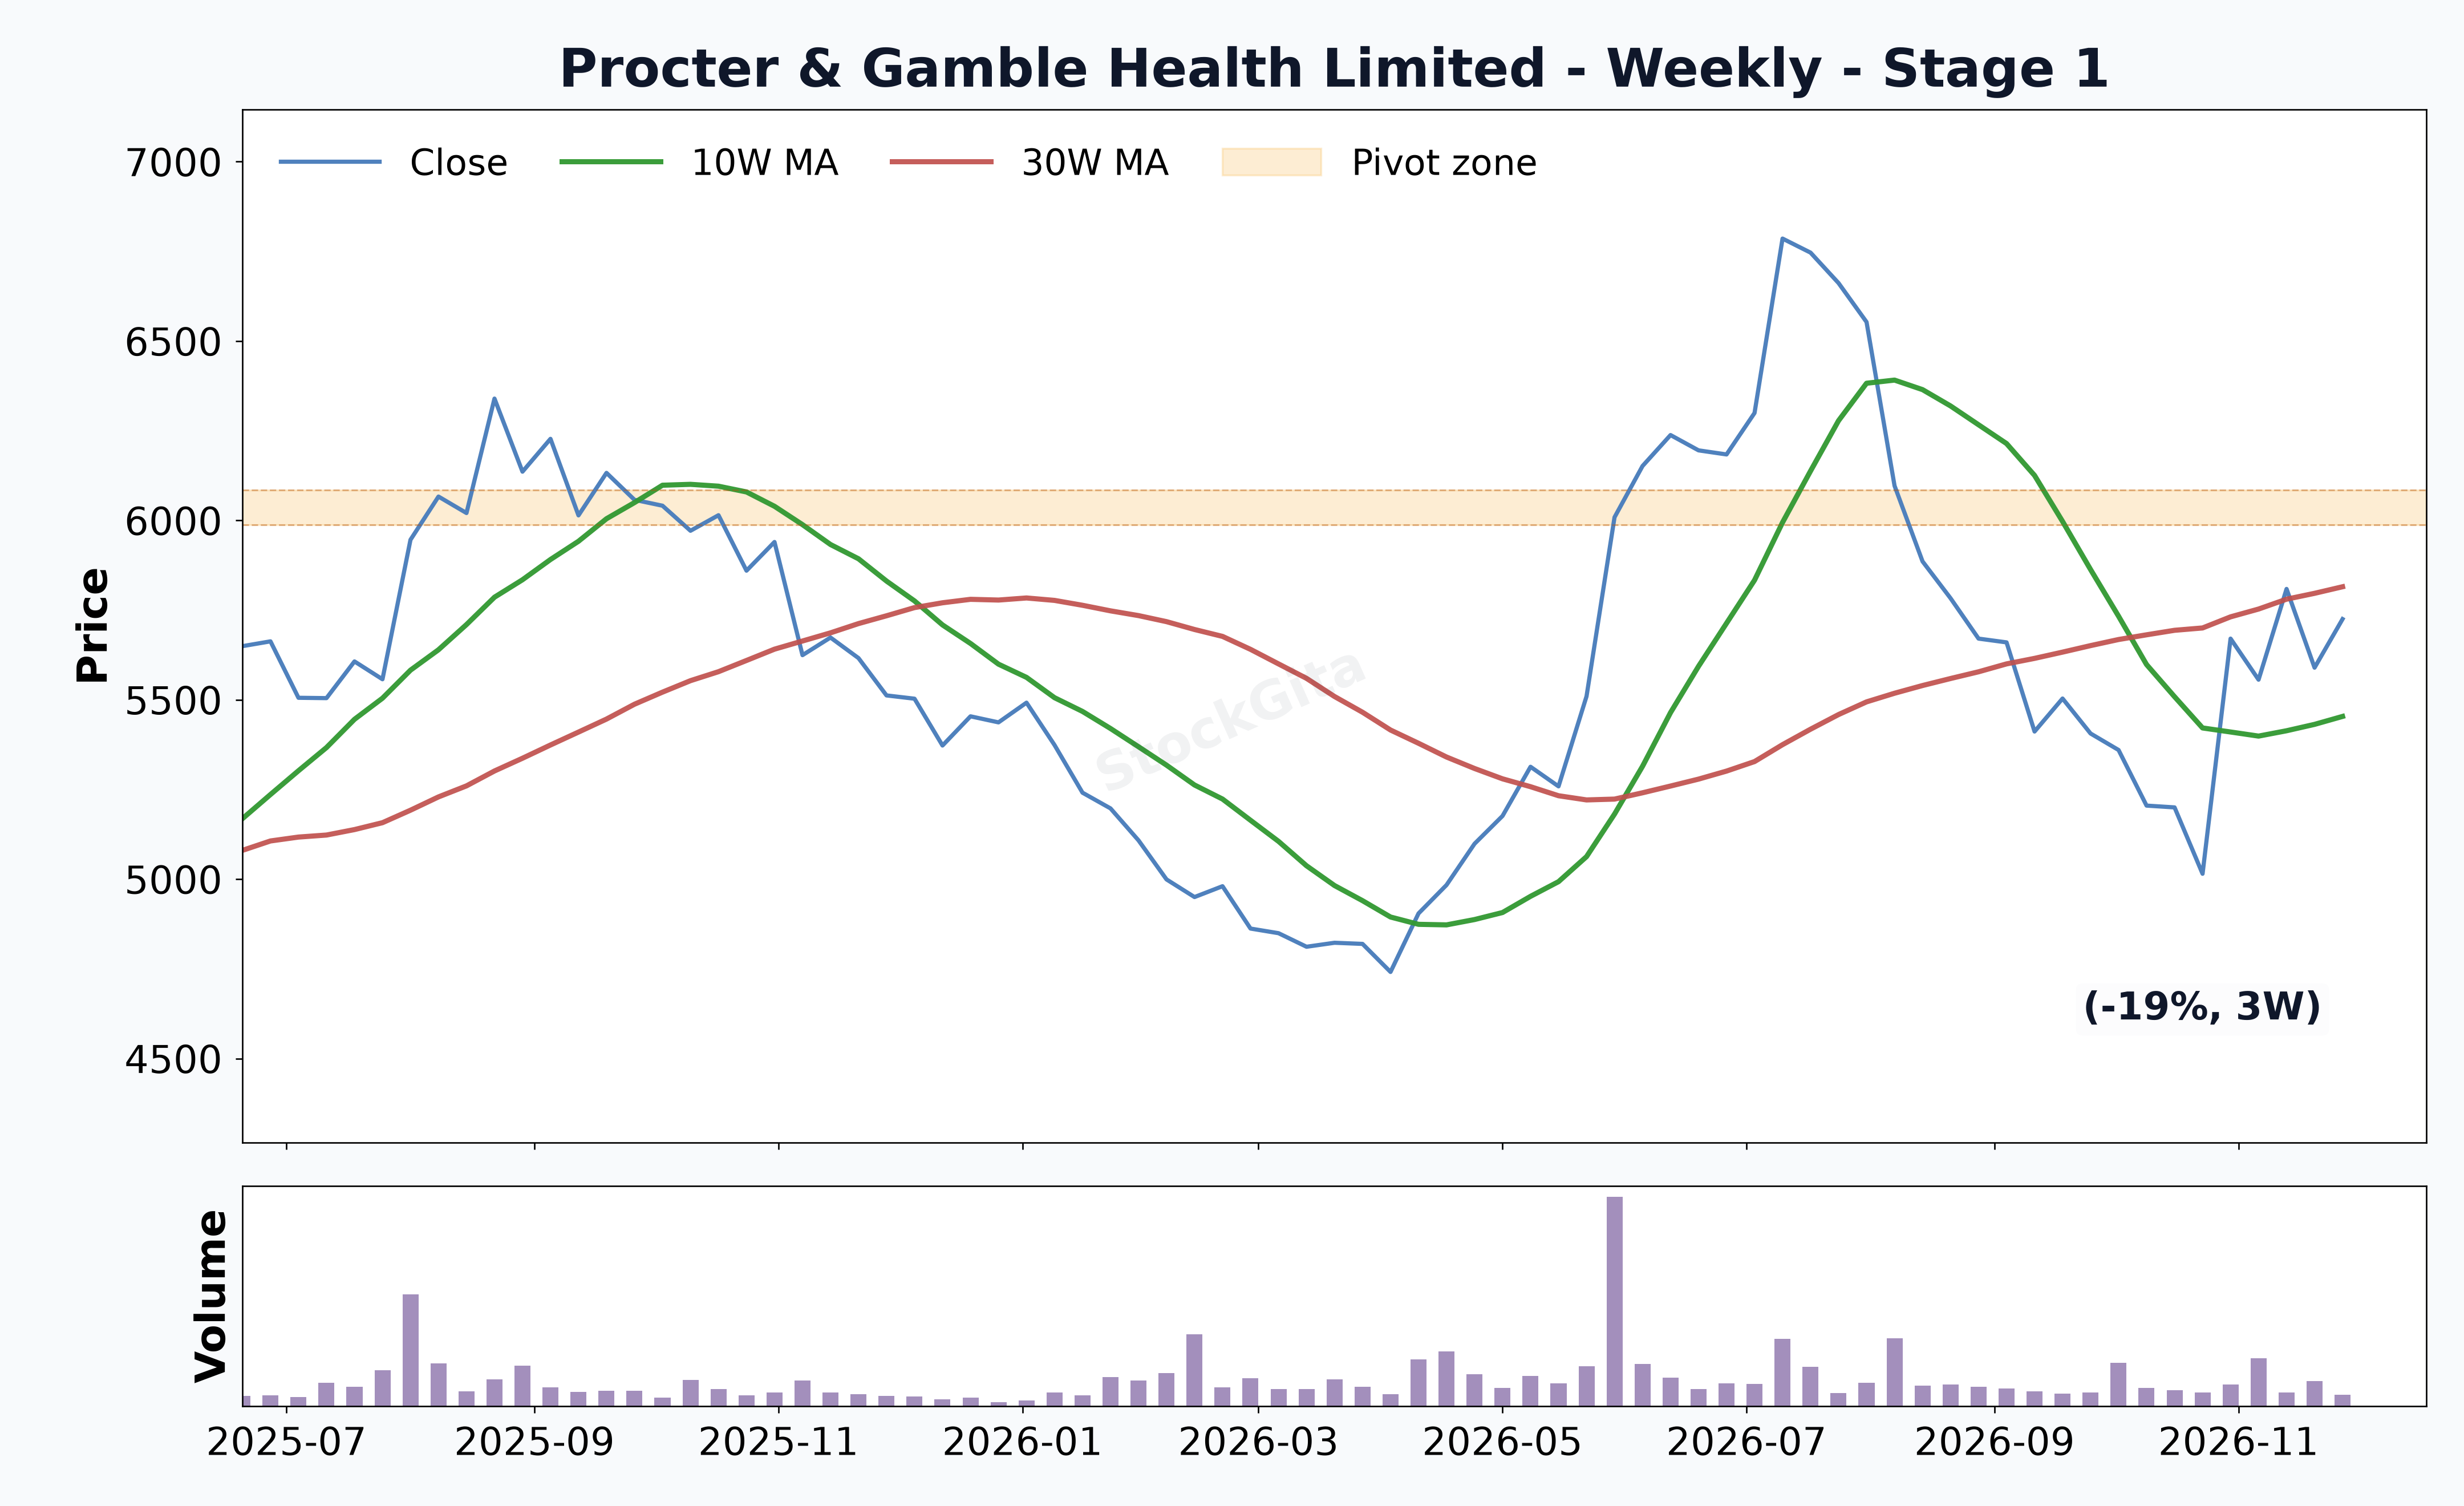 Procter & Gamble Health Limited - Weekly - Stage 1
Close 10W MA 30W MA Pivot zone
7000
6500
6000
5500
5000
4500
Price
StockGita
(-19%, 3W)
Volume
2025-07 2025-09 2025-11 2026-01 2026-03 2026-05 2026-07 2026-09 2026-11